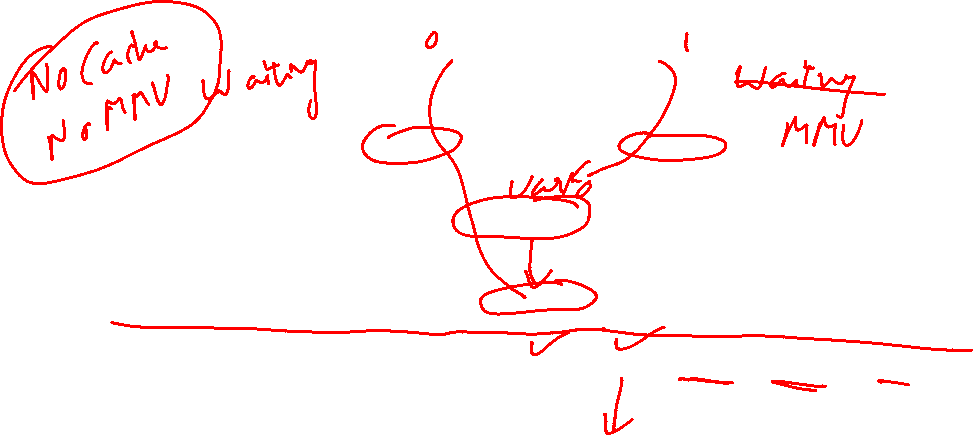 No Cache
No MMU
Waiting
0
1
Waiting
MMU